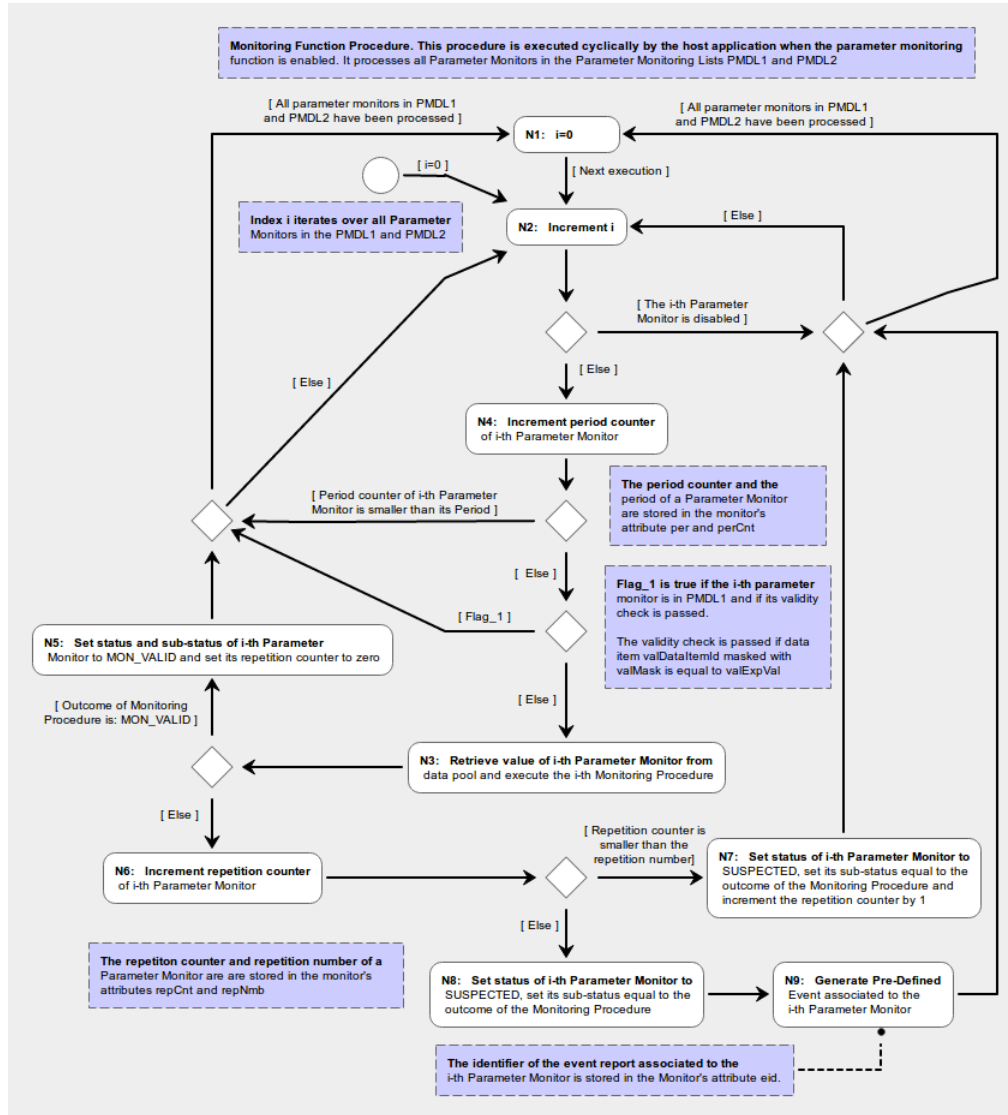 Monitoring Function Procedure. This procedure is executed cyclically by the host application when the parameter monitoring
function is enabled. It processes all Parameter Monitors in the Parameter Monitoring Lists PMDL1 and PMDL2
[ All parameter monitors in PMDL1
and PMDL2 have been processed ]
[ All parameter monitors in PMDL1
and PMDL2 have been processed ]
N1: i=0
[ i=0 ]
[ Next execution ]
Index i iterates over all Parameter
Monitors in the PMDL1 and PMDL2
N2: Increment i
[ Else ]
[ The i-th Parameter
Monitor is disabled ]
[ Else ]
[ Else ]
N4: Increment period counter
of i-th Parameter Monitor
[ Period counter of i-th Parameter
Monitor is smaller than its Period ]
The period counter and the
period of a Parameter Monitor
are stored in the monitor's
attribute per and perCnt
[ Else ]
[ Flag_1 ]
Flag_1 is true if the i-th parameter
monitor is in PMDL1 and if its validity
check is passed.
The validity check is passed if data
item valDataItemId masked with
valMask is equal to valExpVal
N5: Set status and sub-status of i-th Parameter
Monitor to MON_VALID and set its repetition counter to zero
[ Else ]
[ Outcome of Monitoring
Procedure is: MON_VALID ]
N3: Retrieve value of i-th Parameter Monitor from
data pool and execute the i-th Monitoring Procedure
[ Else ]
N6: Increment repetition counter
of i-th Parameter Monitor
[ Repetition counter is
smaller than the
repetition number]
N7: Set status of i-th Parameter Monitor to
SUSPECTED, set its sub-status equal to the
outcome of the Monitoring Procedure and
increment the repetition counter by 1
[ Else ]
The repetiton counter and repetition number of a
Parameter Monitor are are stored in the monitor's
attributes repCnt and repNmb
N8: Set status of i-th Parameter Monitor to
SUSPECTED, set its sub-status equal to the
outcome of the Monitoring Procedure
N9: Generate Pre-Defined
Event associated to the
i-th Parameter Monitor
The identifier of the event report associated to the
i-th Parameter Monitor is stored in the Monitor's attribute eid.